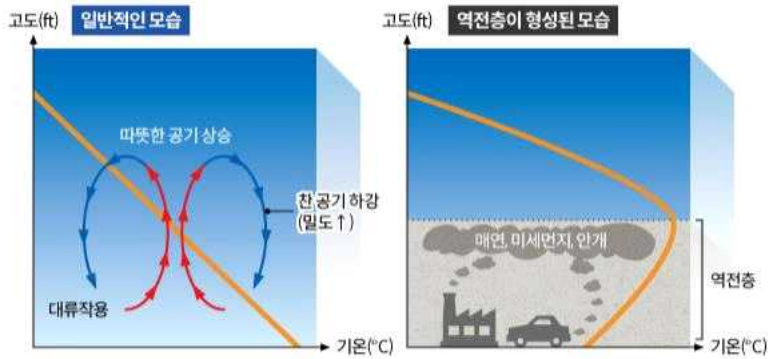 고도(ft)
일반적인 모습
따뜻한 공기 상승
찬 공기 하강
(밀도↑)
대류작용
기온(°C)
고도(ft)
역전층이 형성된 모습
매연, 미세먼지, 안개
역전층
기온(°C)